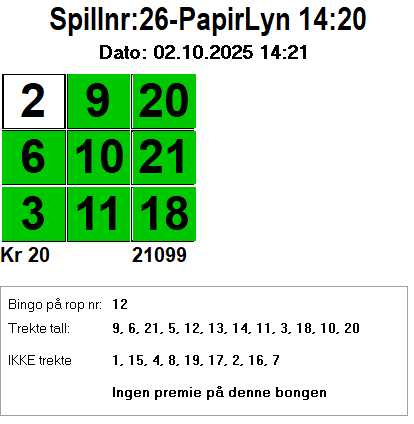 Spillnr:26-PapirLyn 14:20
Dato: 02.10.2025 14:21
2 9 20
6 10 21
3 11 18
Kr 20 21099
Bingo på rop nr: 12
Trekte tall: 9, 6, 21, 5, 12, 13, 14, 11, 3, 18, 10, 20
IKKE trekte 1, 15, 4, 8, 19, 17, 2, 16, 7
Ingen premie på denne bongen